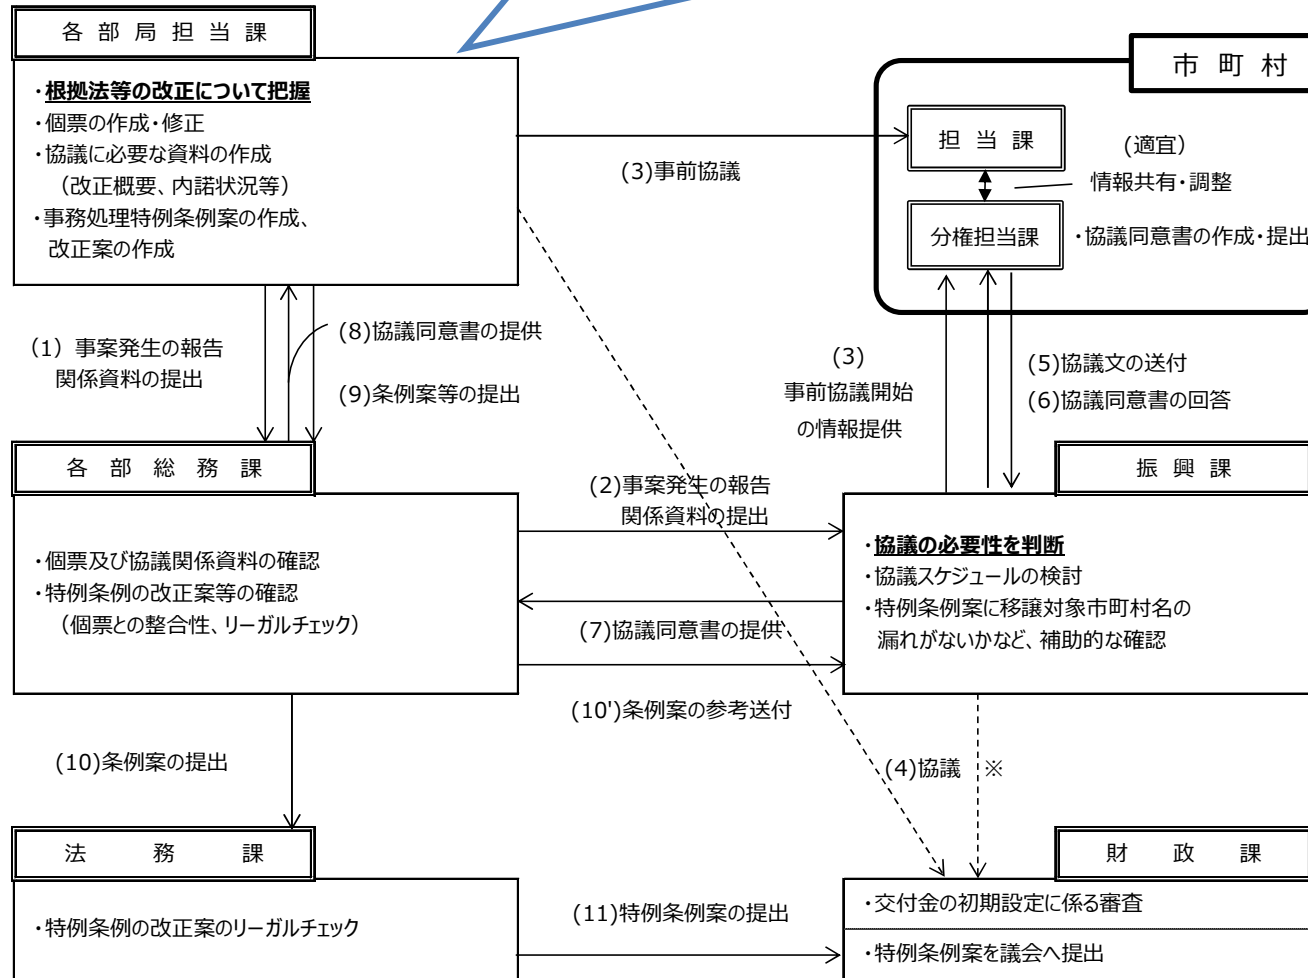 各部局担当課
・根拠法等の改正について把握
・個票の作成・修正
・協議に必要な資料の作成
（改正概要、内諾状況等）
・事務処理特例条例案の作成、
改正案の作成
(3)事前協議
市町村
担当課
(適宜）
情報共有・調整
分権担当課
・協議同意書の作成・提出
(1) 事案発生の報告
関係資料の提出
(8)協議同意書の提供
(9)条例案等の提出
(3)
事前協議開始
の情報提供
(5)協議文の送付
(6)協議同意書の回答
各部総務課
・個票及び協議関係資料の確認
・特例条例の改正案等の確認
（個票との整合性、リーガルチェック）
(2)事案発生の報告
関係資料の提出
(7)協議同意書の提供
(10')条例案の参考送付
振興課
・協議の必要性を判断
・協議スケジュールの検討
・特例条例案に移譲対象市町村名の
漏れがないかなど、補助的な確認
(10)条例案の提出
(4)協議 ※
法務課
・特例条例の改正案のリーガルチェック
(11)特例条例案の提出
財政課
・交付金の初期設定に係る審査
・特例条例案を議会へ提出